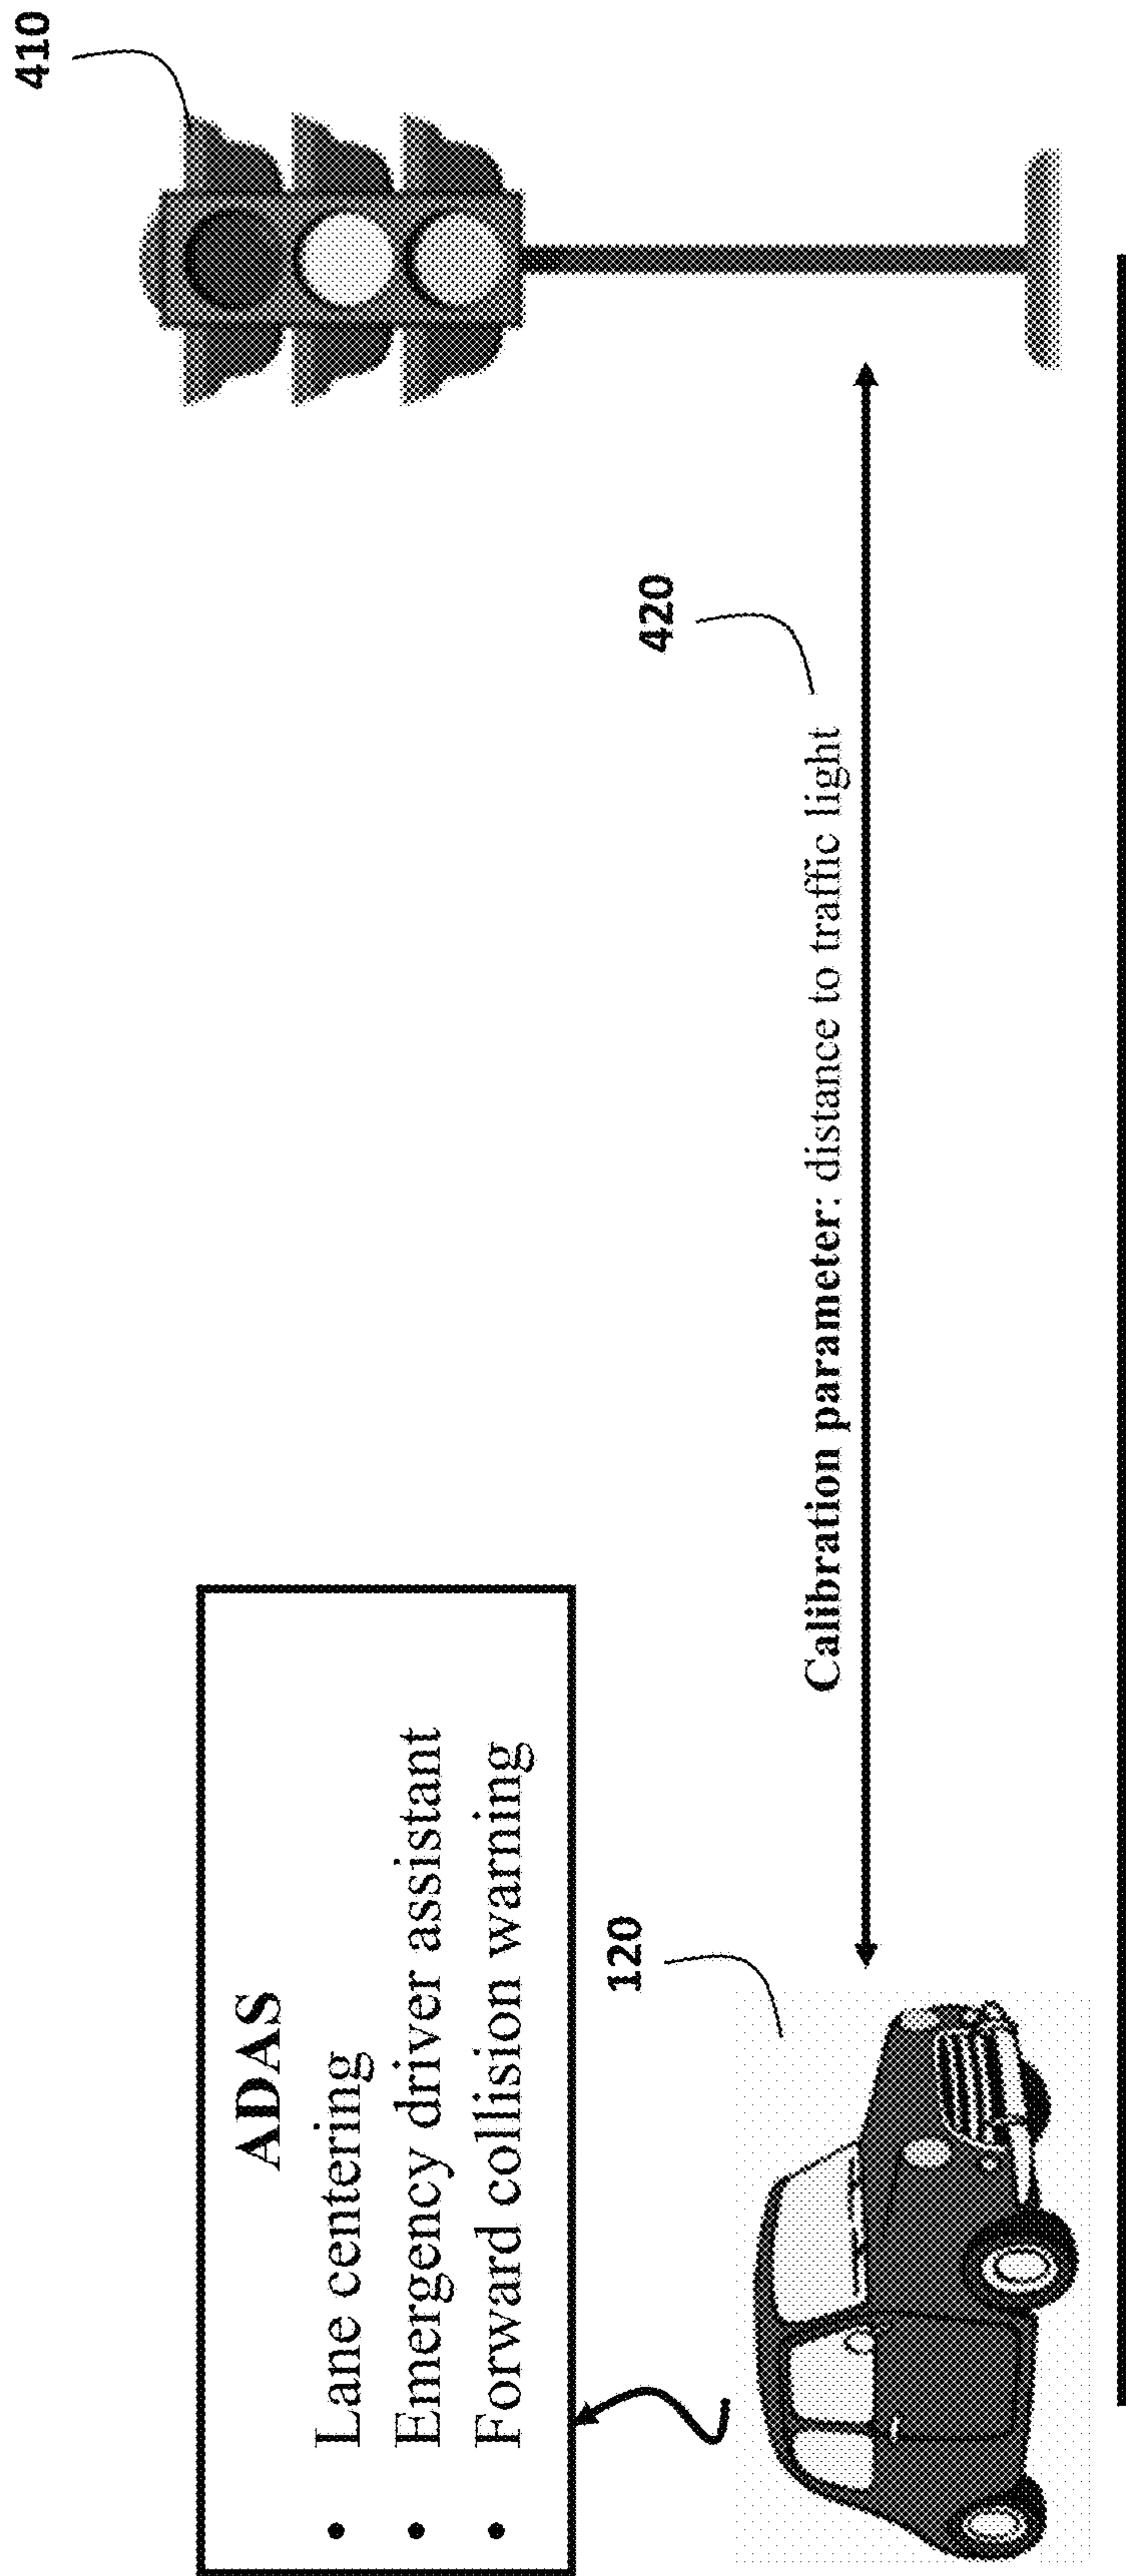 410
ADAS
• Lane centering
• Emergency driver assistant
• Forward collision warning
120
420
Calibration parameter: distance to traffic light